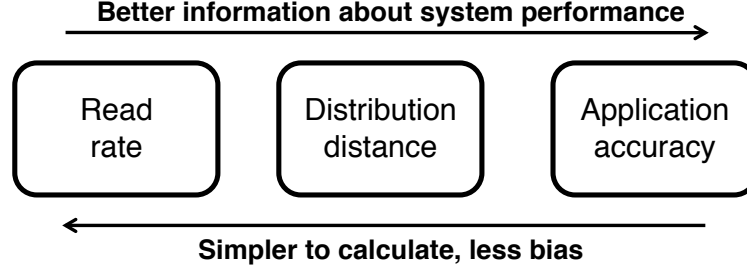 Better information about system performance
Read
rate
Distribution
distance
Application
accuracy
Simpler to calculate, less bias